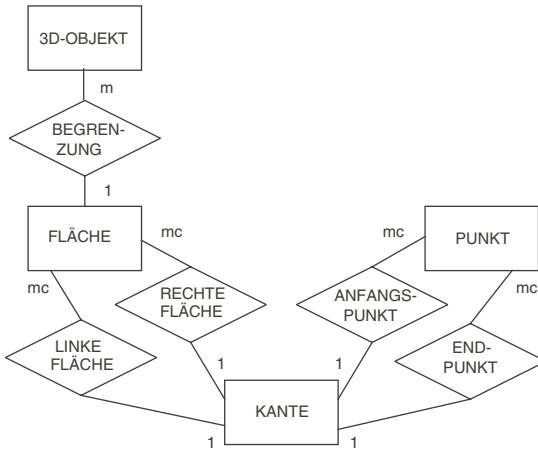 3D-OBJEKT
m
BEGREN-
ZUNG
1
FLÄCHE
mc
mc
PUNKT
mc
RECHTE
FLÄCHE
ANFANGS-
PUNKT
mc
LINKE
FLÄCHE
1
1
END-
PUNKT
KANTE
1
1